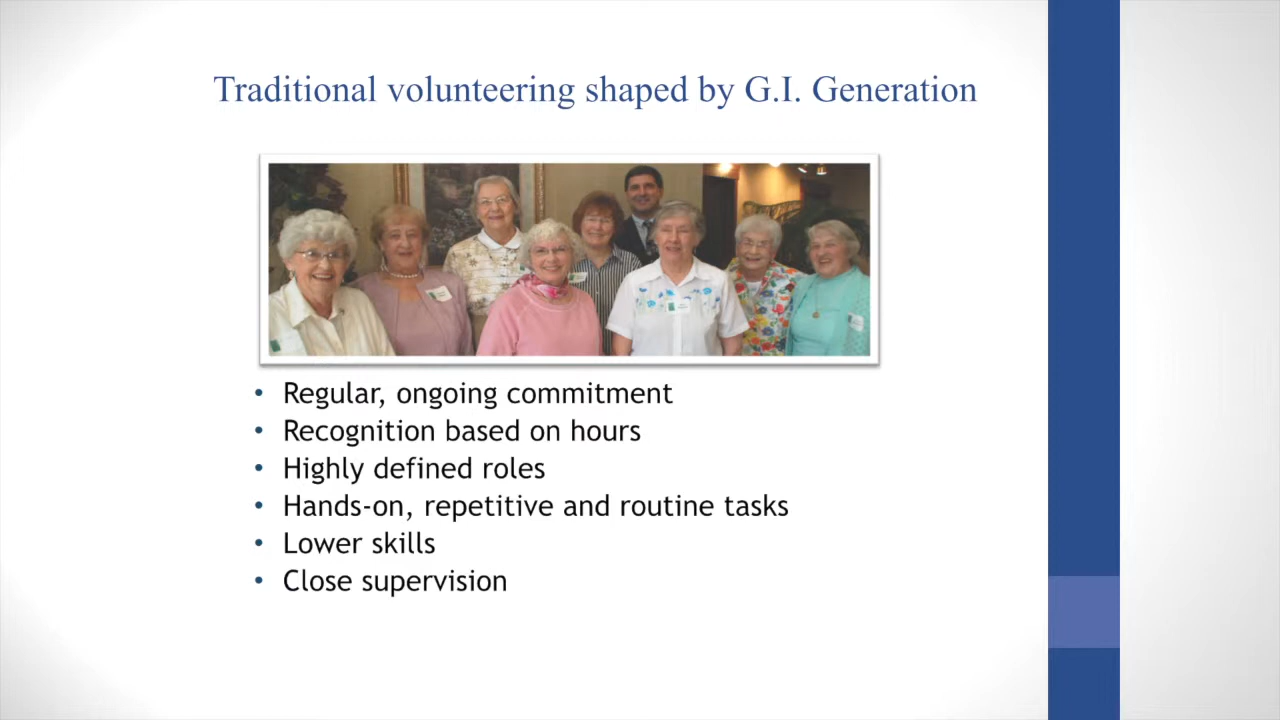 Traditional volunteering shaped by G.I. Generation
• Regular, ongoing commitment
• Recognition based on hours
• Highly defined roles
• Hands-on, repetitive and routine tasks
• Lower skills
• Close supervision